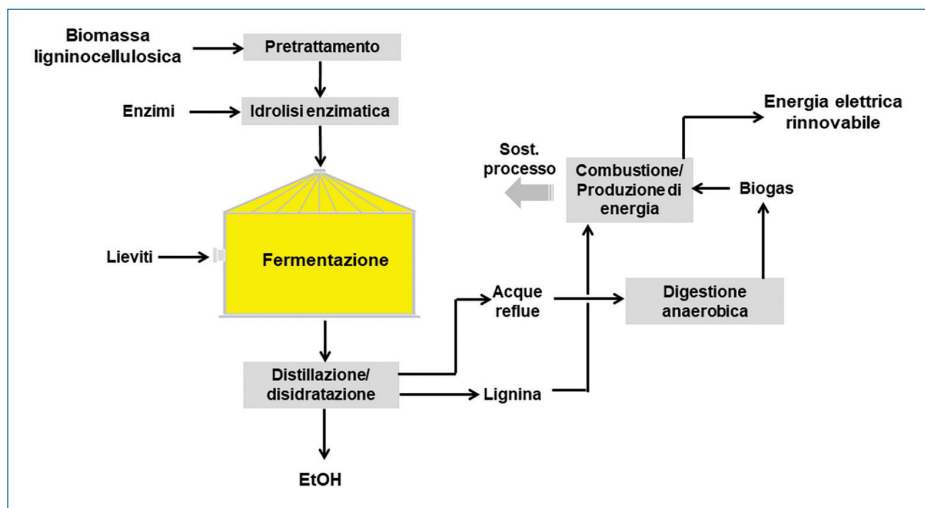 Biomassa
ligninocellulosica
Pretrattamento
Enzimi
Idrolisi enzimatica
Lieviti
Fermentazione
Distillazione/
disidratazione
EtOH
Acque
reflue
Lignina
Digestione
anaerobica
Biogas
Combustione/
Produzione di
energia
Sost.
processo
Energia elettrica
rinnovabile